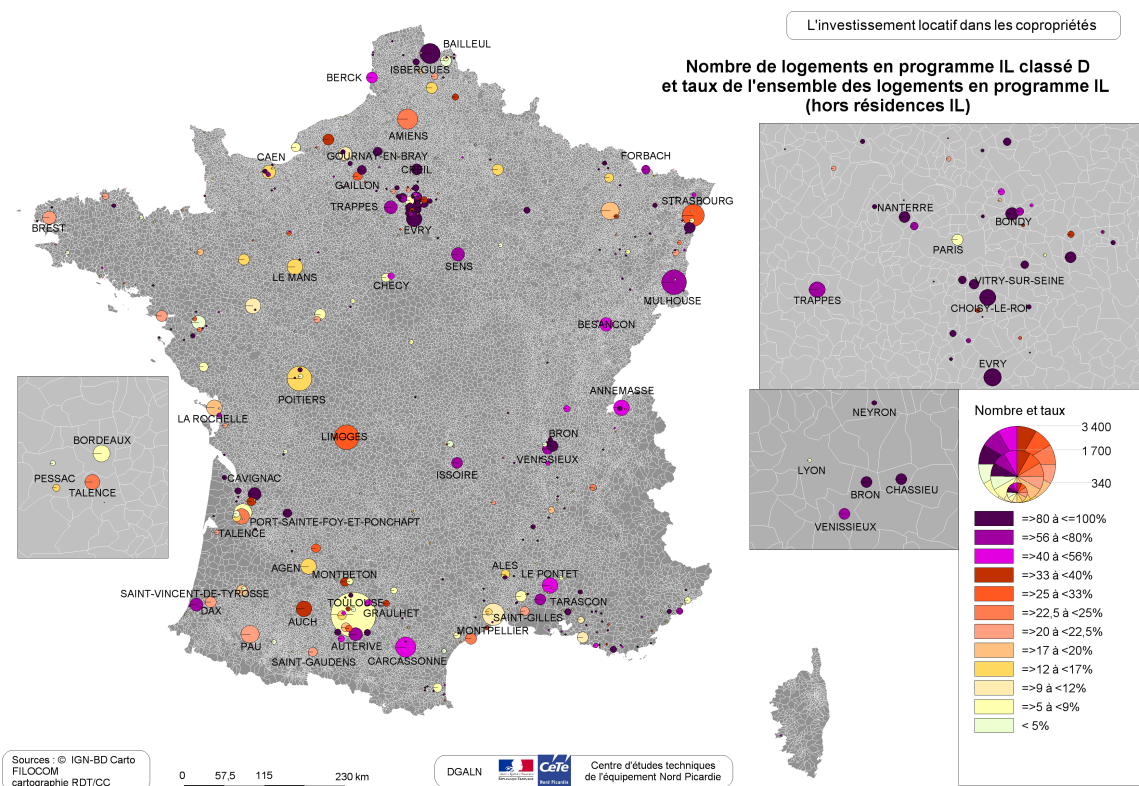 L'investissement locatif dans les copropriétés
Nombre de logements en programme IL classé D
et taux de l'ensemble des logements en programme IL
(hors résidences IL)
BAILLEUL
ISBERGUES
BERCK
AMIENS
CAEN
GOURNAY-EN-BRAY
CREIL
GAILLON
FORBACH
TRAPPES
STRASBOURG
BREST
EVRY
SENS
LE MANS
CHECY
MULHOUSE
BESANCON
POITIERS
ANNEMASSE
LA ROCHELLE
LIMOGES
BRON
VENISSIEUX
ISSOIRE
CAVIGNAC
PORT-SAINTE-FOY-ET-PONCHAPT
TALENCE
AGEN
MONTBETON
ALES
LE PONTET
SAINT-VINCENT-DE-TYROSSE
DAX
TOULOUSE
TARASCON
AUCH
GRAULHET
SAINT-GILLES
MONTPELLIER
PAU
AUTERIVE
SAINT-GAUDENS
CARCASSONNE
BORDEAUX
PESSAC
TALENCE
NANTERRE
BONDY
PARIS
TRAPPES
VITRY-SUR-SEINE
CHOISY-LE-ROI
EVRY
NEYRON
LYON
BRON
CHASSIEU
VENISSIEUX
Nombre et taux
3 400
1 700
340
=>80 à <=100%
=>56 à <80%
=>40 à <56%
=>33 à <40%
=>25 à <33%
=>22,5 à <25%
=>20 à <22,5%
=>17 à <20%
=>12 à <17%
=>9 à <12%
=>5 à <9%
< 5%
Sources : © IGN-BD Carto
FILOCOM
cartographie RDT/CC
0 57,5 115 230 km
DGALN
CéTé
Nord Picardie
Centre d'études techniques
de l'équipement Nord Picardie